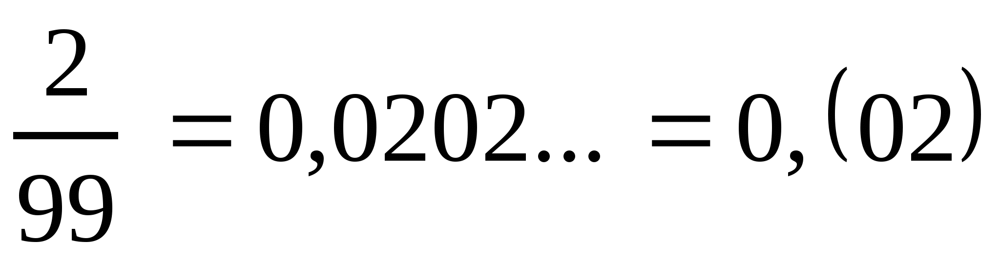 2/99 = 0,0202... = 0,(02)